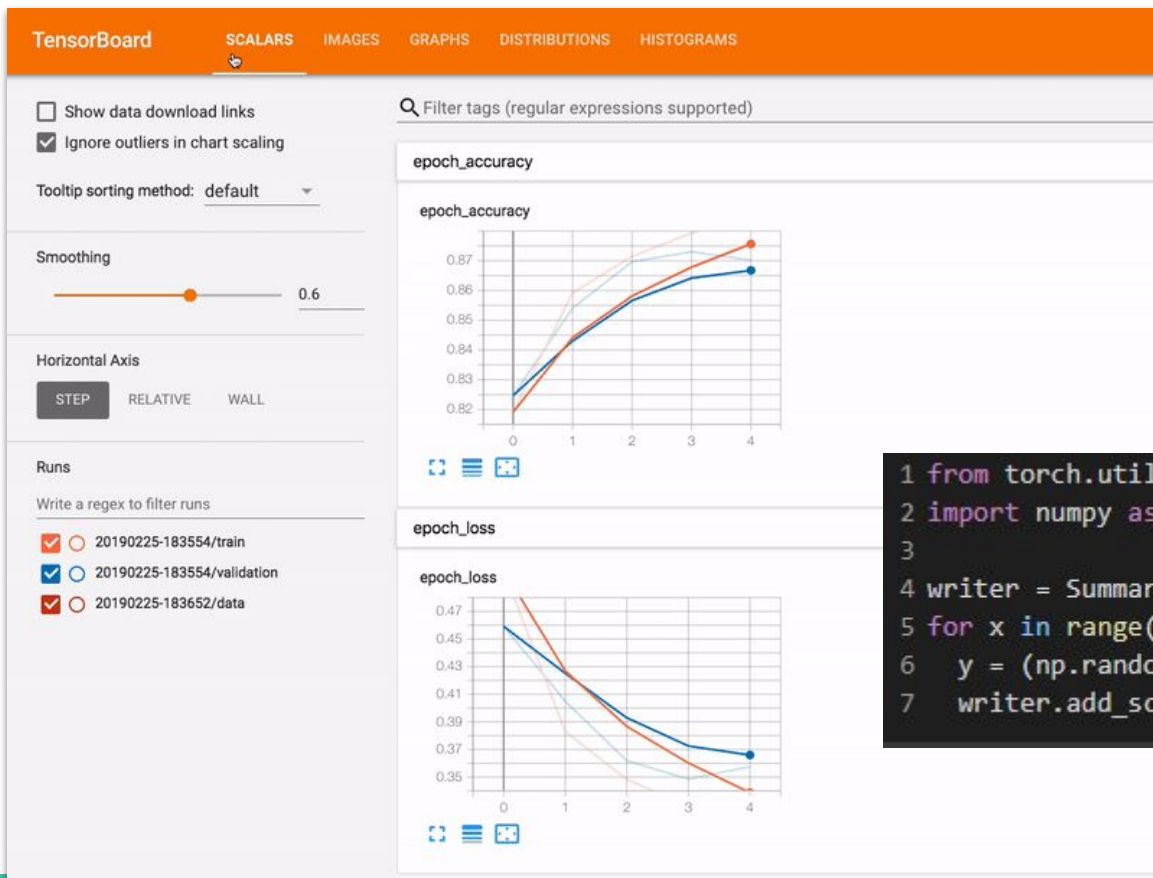 TensorBoard SCALARS IMAGES GRAPHS DISTRIBUTIONS HISTOGRAMS
Show data download links
Ignore outliers in chart scaling
Tooltip sorting method: default
Smoothing
0.6
Horizontal Axis
STEP RELATIVE WALL
Runs
Write a regex to filter runs
20190225-183554/train
20190225-183554/validation
20190225-183652/data
Filter tags (regular expressions supported)
epoch_accuracy
epoch_accuracy
0.87
0.86
0.85
0.84
0.83
0.82
0 1 2 3 4
epoch_loss
epoch_loss
0.47
0.45
0.43
0.41
0.39
0.37
0.35
0 1 2 3 4
1 from torch.util
2 import numpy as
3
4 writer = Summar
5 for x in range(
6 y = (np.rando
7 writer.add_sc